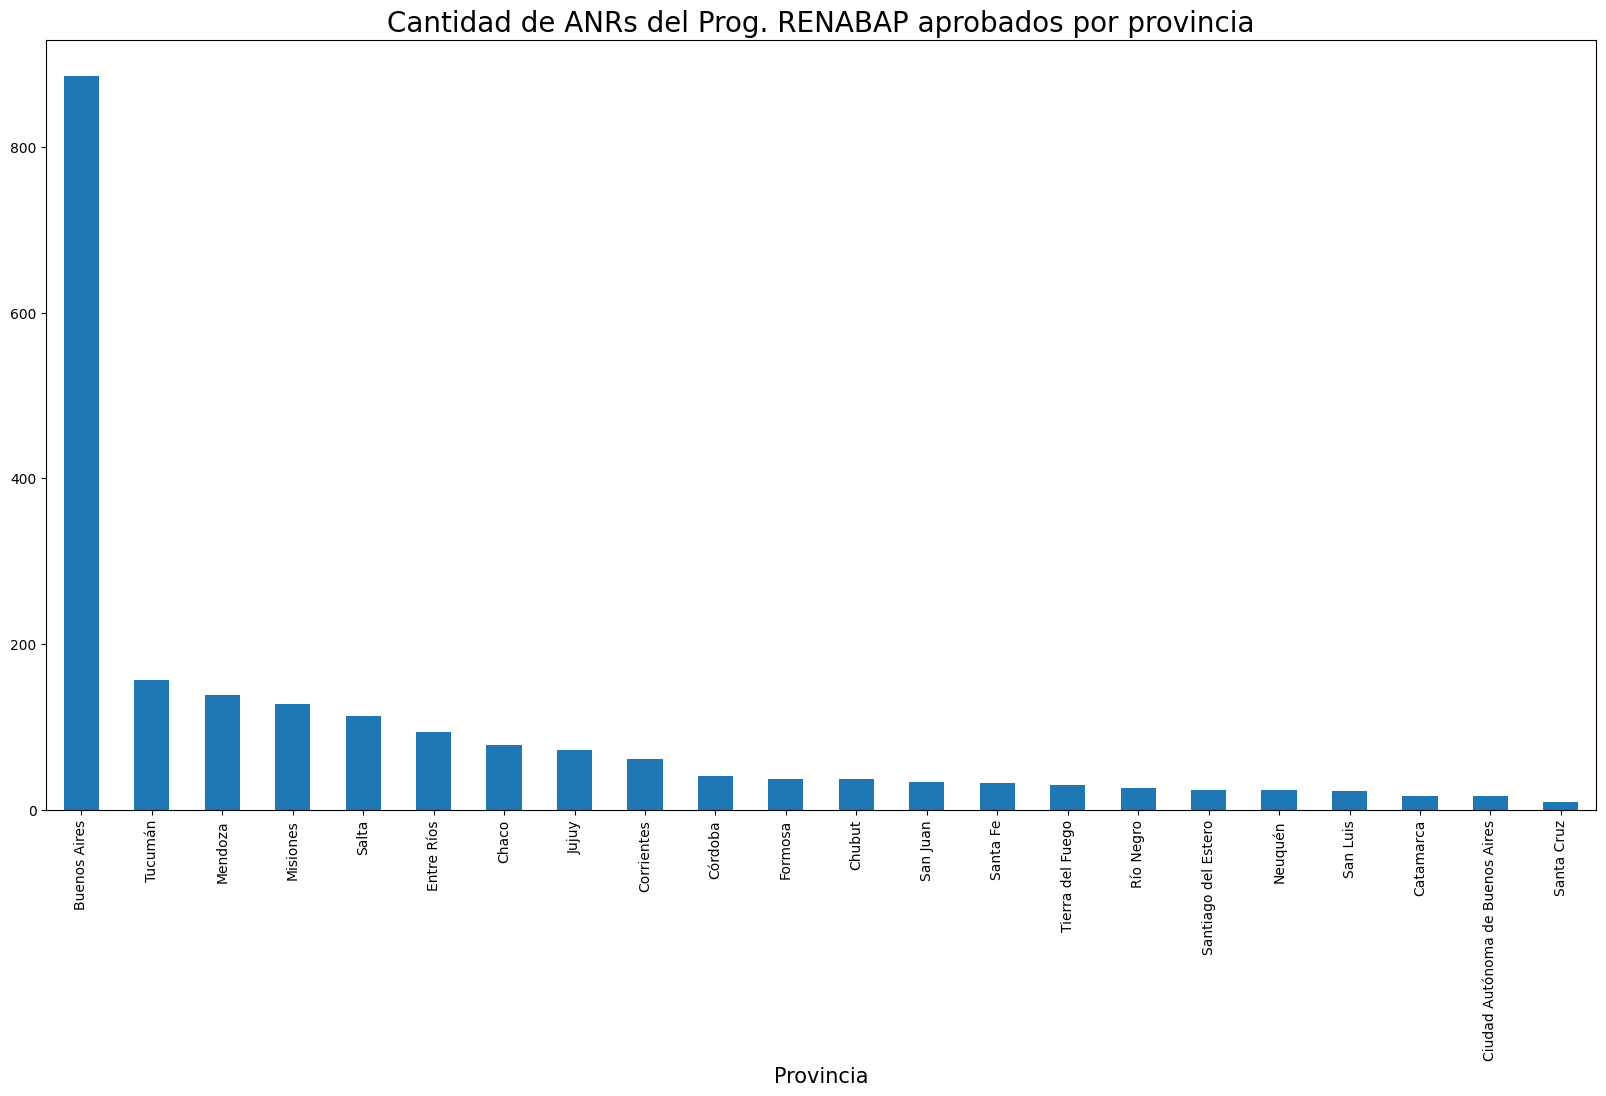 Cantidad de ANRs del Prog. RENABAP aprobados por provincia
800
600
400
200
0
Buenos Aires
Tucumán
Mendoza
Misiones
Salta
Entre Ríos
Chaco
Jujuy
Corrientes
Córdoba
Formosa
Chubut
San Juan
Santa Fe
Tierra del Fuego
Río Negro
Santiago del Estero
Neuquén
San Luis
Catamarca
Ciudad Autónoma de Buenos Aires
Santa Cruz
Provincia